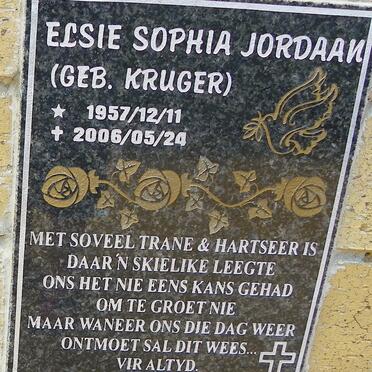 ELSIE SOPHIA JORDAAN
(GEB. KRUGER)
★ 1957/12/11
✝ 2006/05/24
MET SOVEEL TRANE & HARTSEER IS
DAAR'N SKIELIKE LEEGTE
ONS HET NIE EENS KANS GEHAD
OM TE GROET NIE
MAAR WANEER ONS DIE DAG WEER
ONTMOET SAL DIT WEES...
VIR ALTYD.